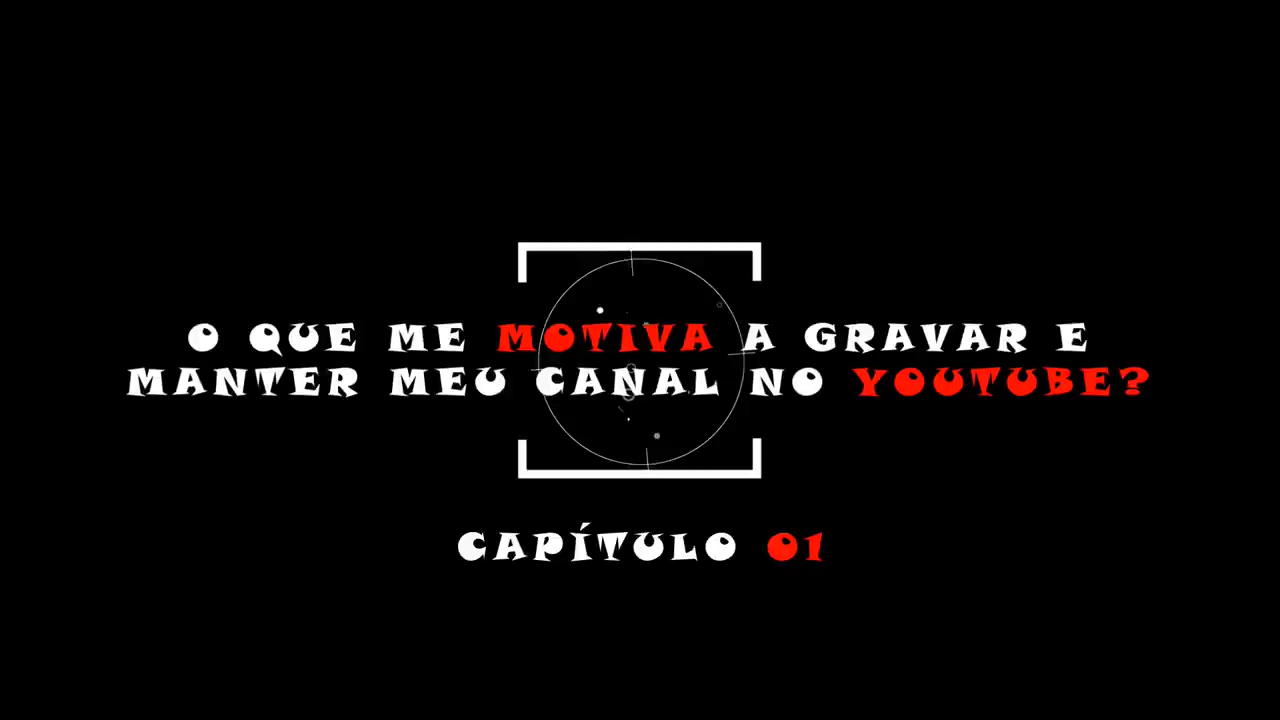 O QUE ME MOTIVA A GRAVAR E
MANTER MEU CANAL NO YOUTUBE?
CAPÍTULO 01